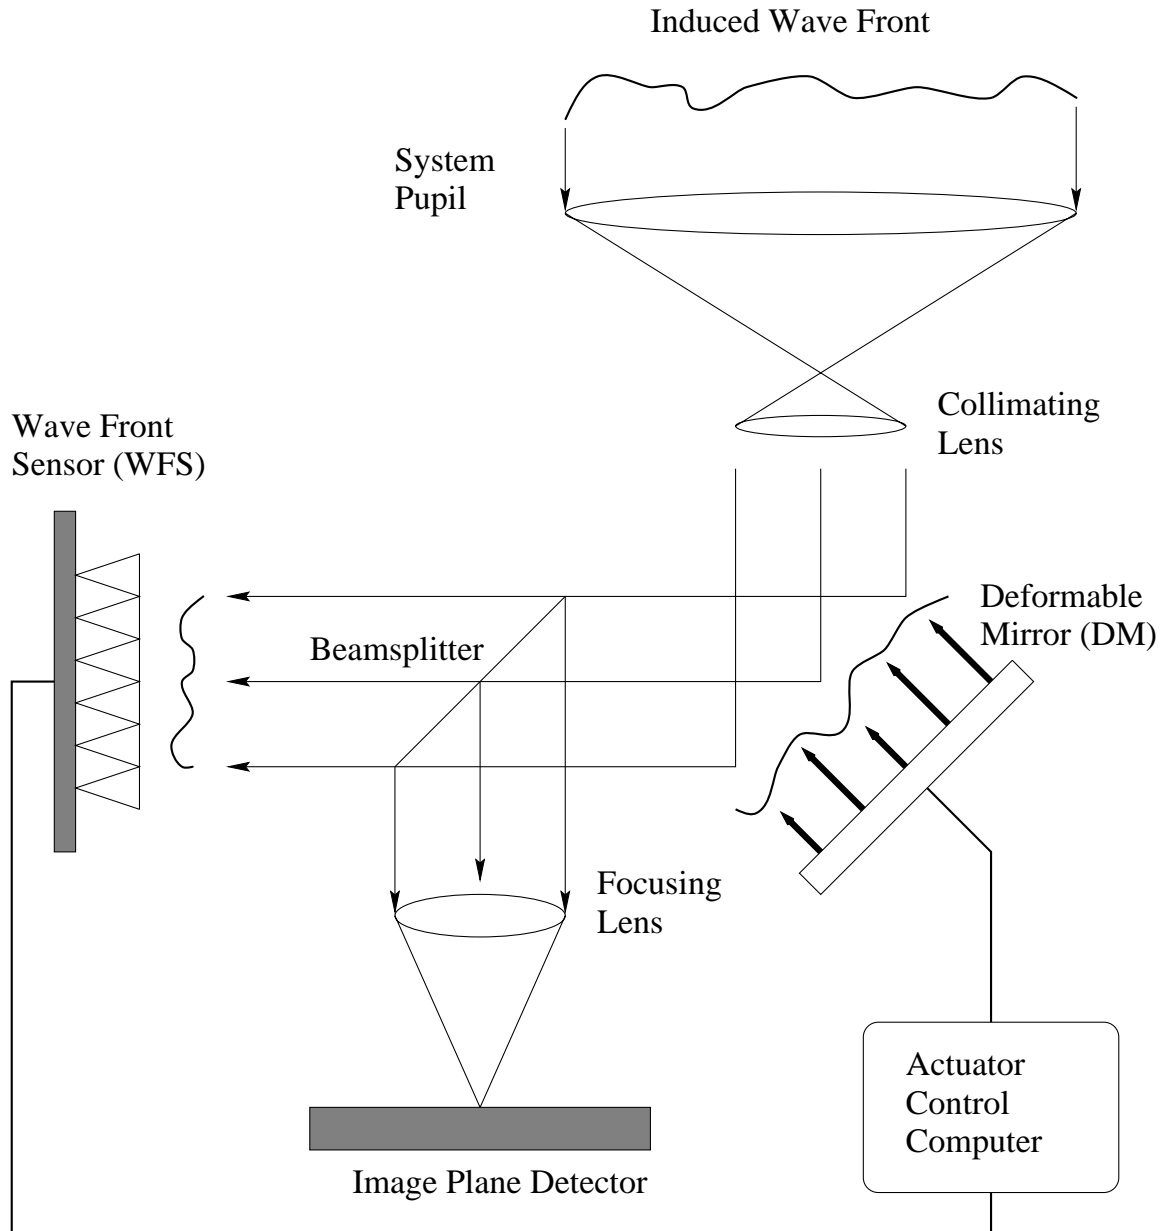 Induced Wave Front
System
Pupil
Collimating
Lens
Wave Front
Sensor (WFS)
Deformable
Mirror (DM)
Beamsplitter
Focusing
Lens
Actuator
Control
Computer
Image Plane Detector